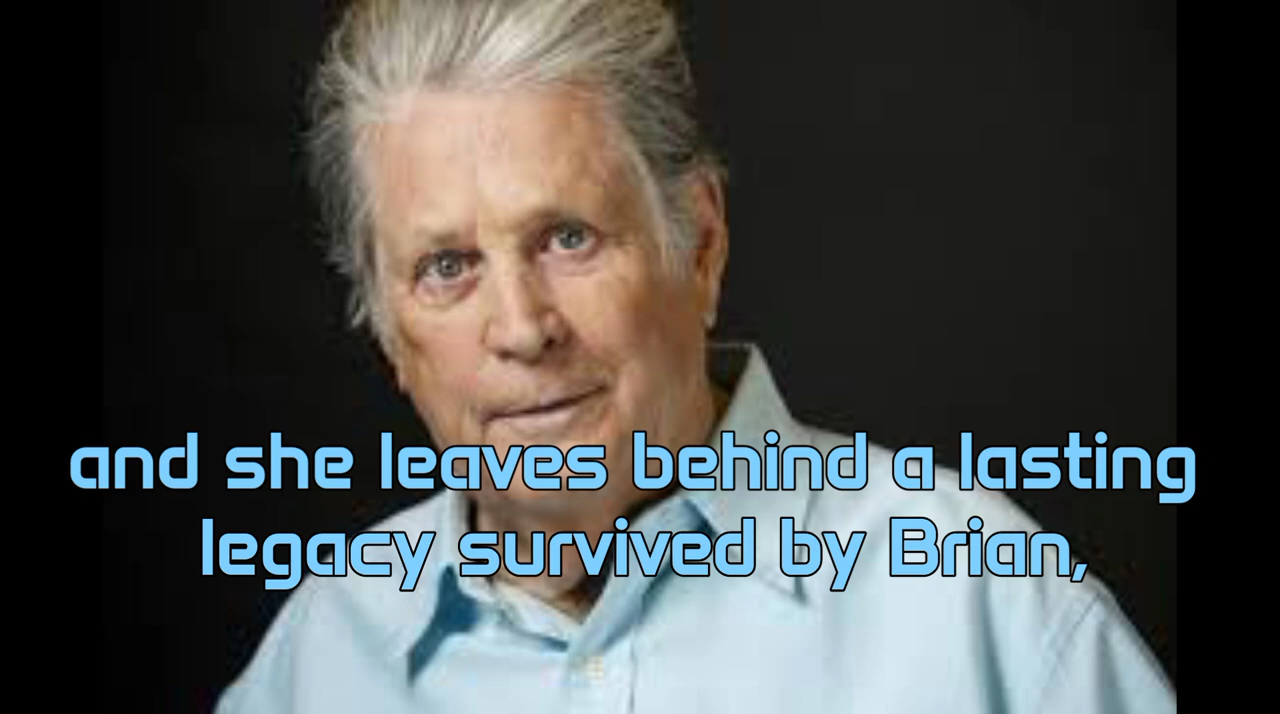 and she leaves behind a lasting
legacy survived by Brian,